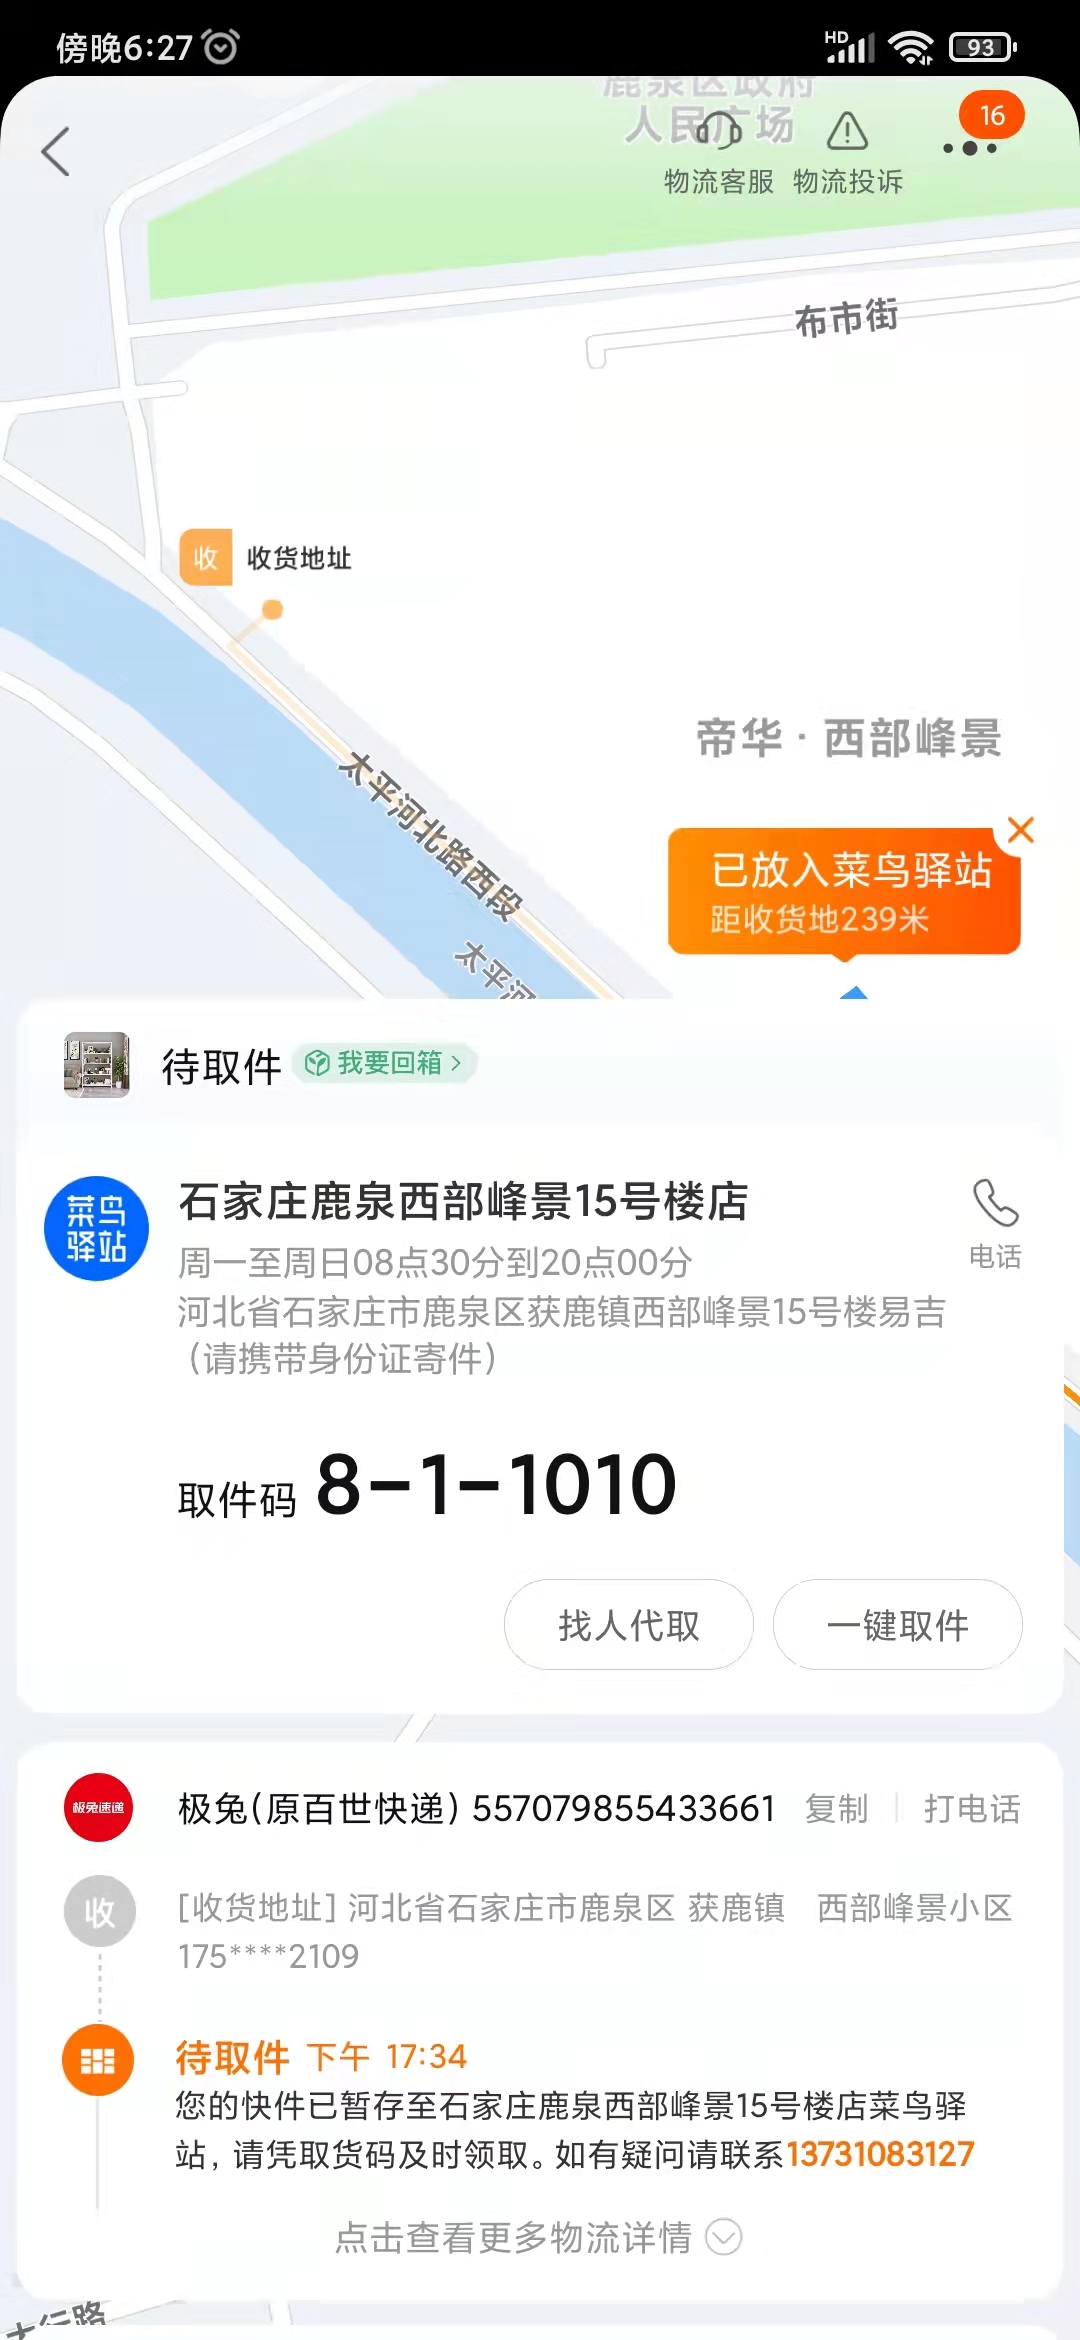 傍晚6:27
HD
93
鹿泉区政府
人民广场
16
物流客服 物流投诉
布市街
收 收货地址
帝华·西部峰景
太平河北路西段
已放入菜鸟驿站
距收货地239米
太平河
待取件 我要回箱 >
菜鸟
驿站
石家庄鹿泉西部峰景15号楼店
周一至周日08点30分到20点00分
电话
河北省石家庄市鹿泉区获鹿镇西部峰景15号楼易吉
（请携带身份证寄件）
取件码 8-1-1010
找人代取 一键取件
极兔速递
极兔(原百世快递) 557079855433661 复制 | 打电话
收 [收货地址] 河北省石家庄市鹿泉区 获鹿镇 西部峰景小区
175****2109
待取件 下午 17:34
您的快件已暂存至石家庄鹿泉西部峰景15号楼店菜鸟驿
站，请凭取货码及时领取。如有疑问请联系13731083127
点击查看更多物流详情
太行路